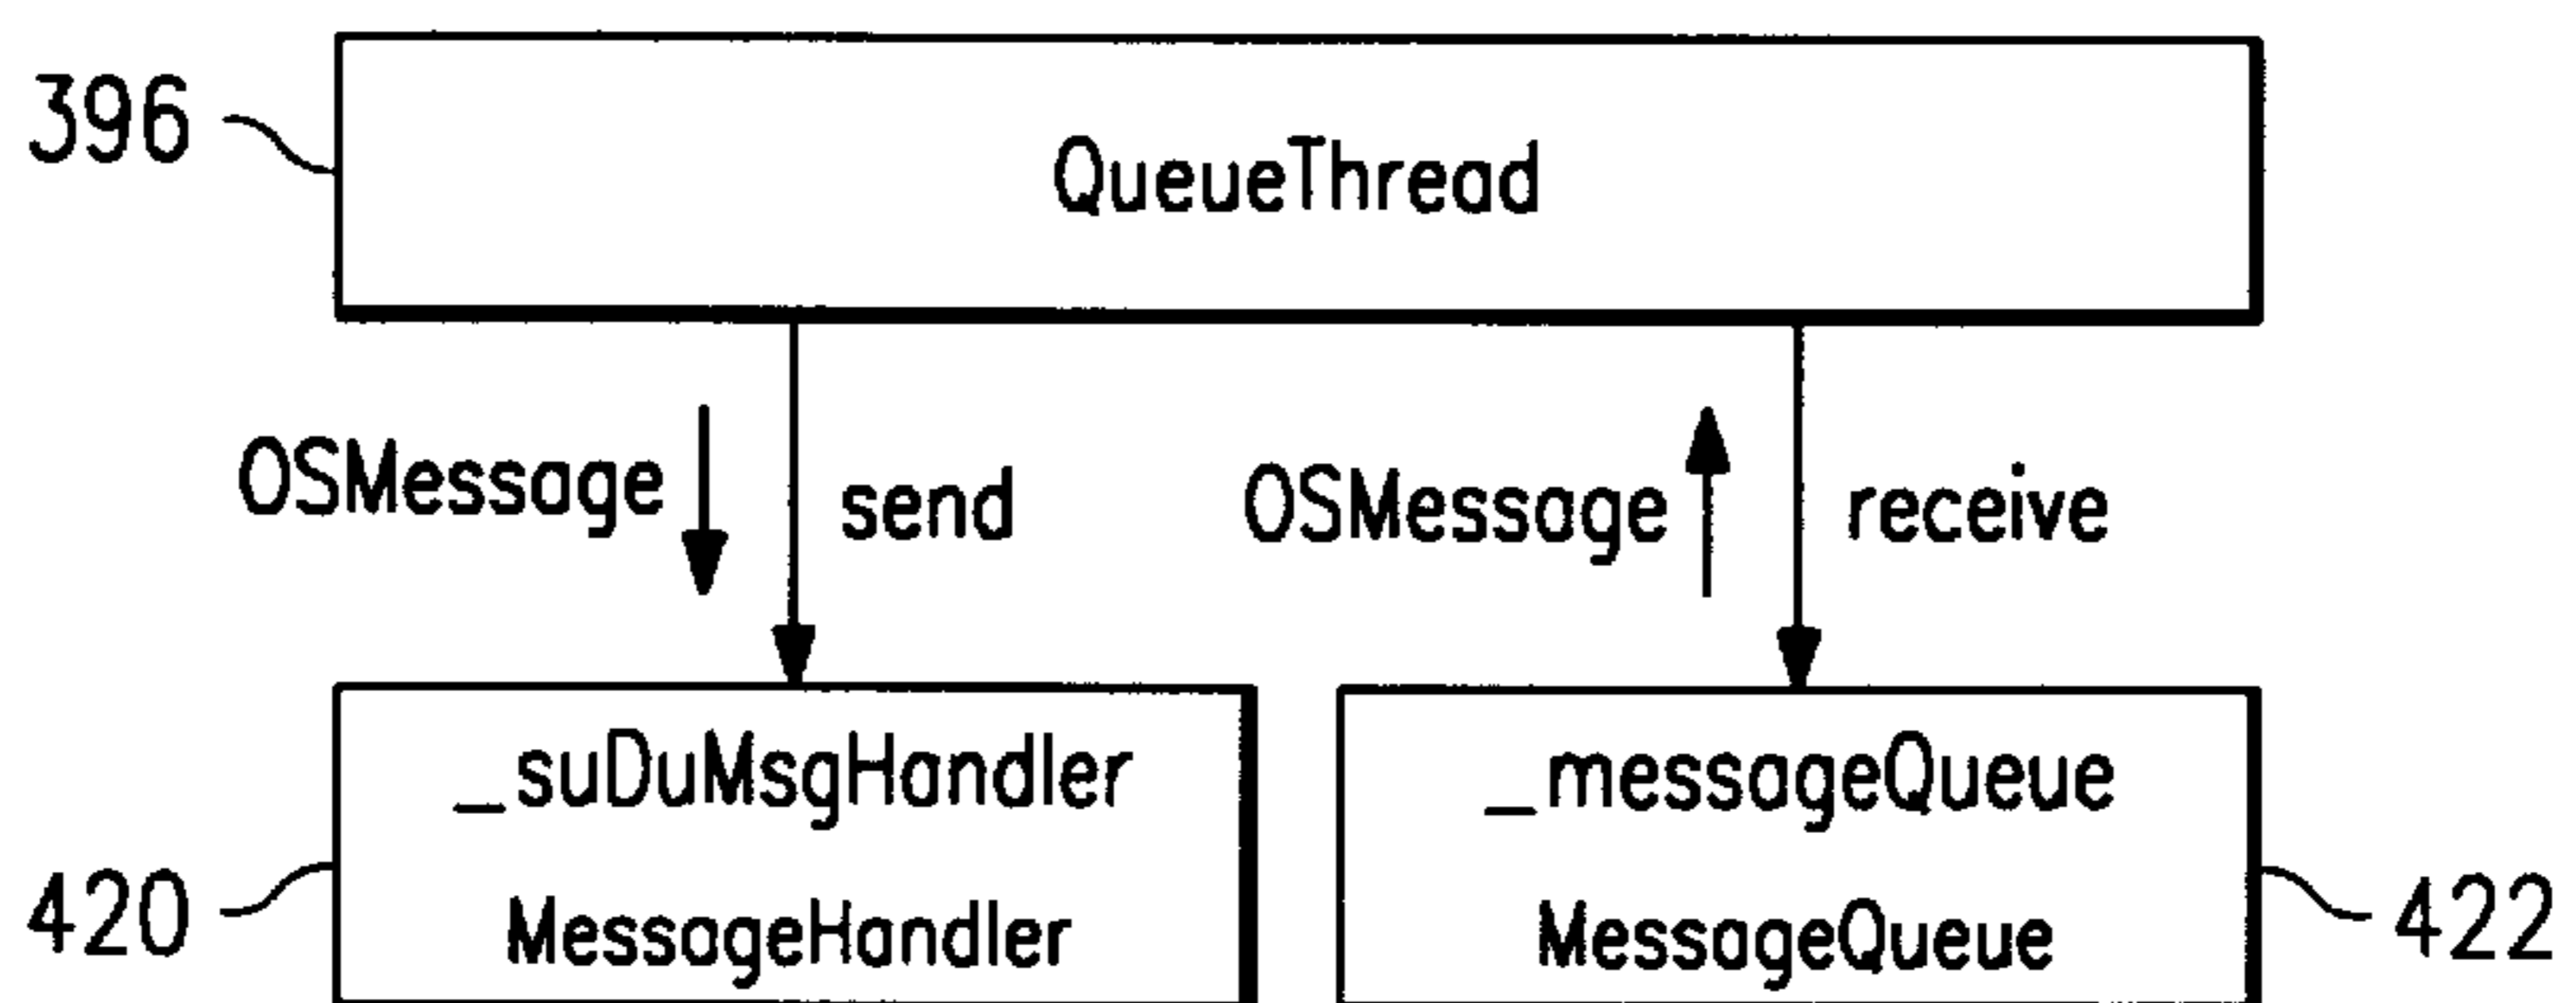 396
QueueThread
OSMessage
send
OSMessage
receive
_suDuMsgHandler
MessageHandler
420
_messageQueue
MessageQueue
422